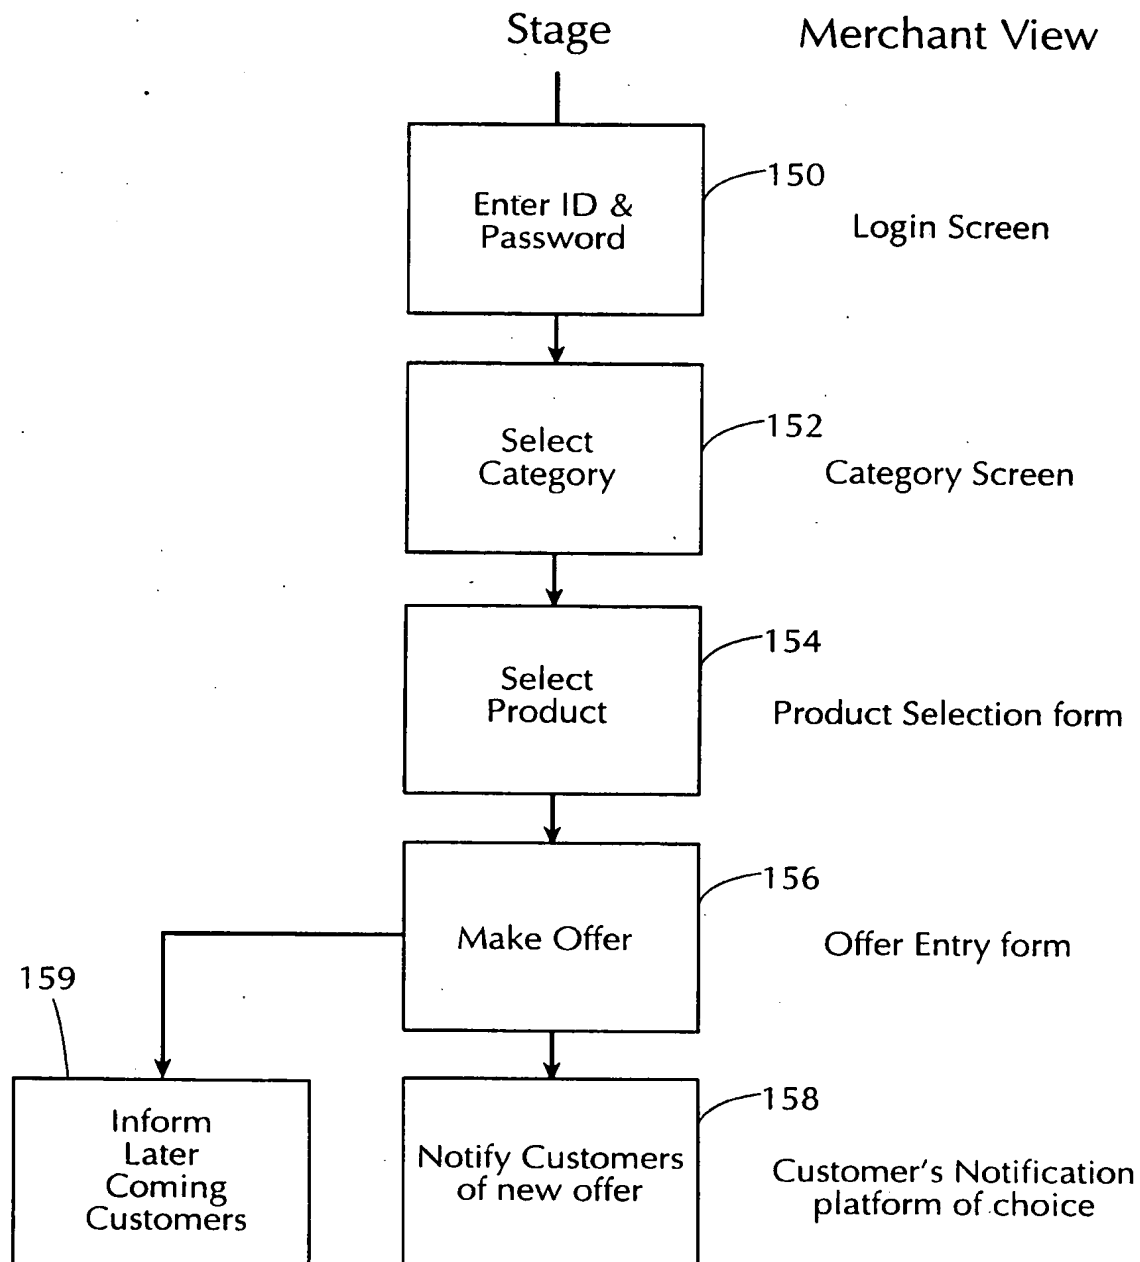 Stage
Merchant View
Enter ID &
Password
150
Login Screen
Select
Category
152
Category Screen
Select
Product
154
Product Selection form
Make Offer
156
Offer Entry form
159
Inform
Later
Coming
Customers
Notify Customers
of new offer
158
Customer's Notification
platform of choice